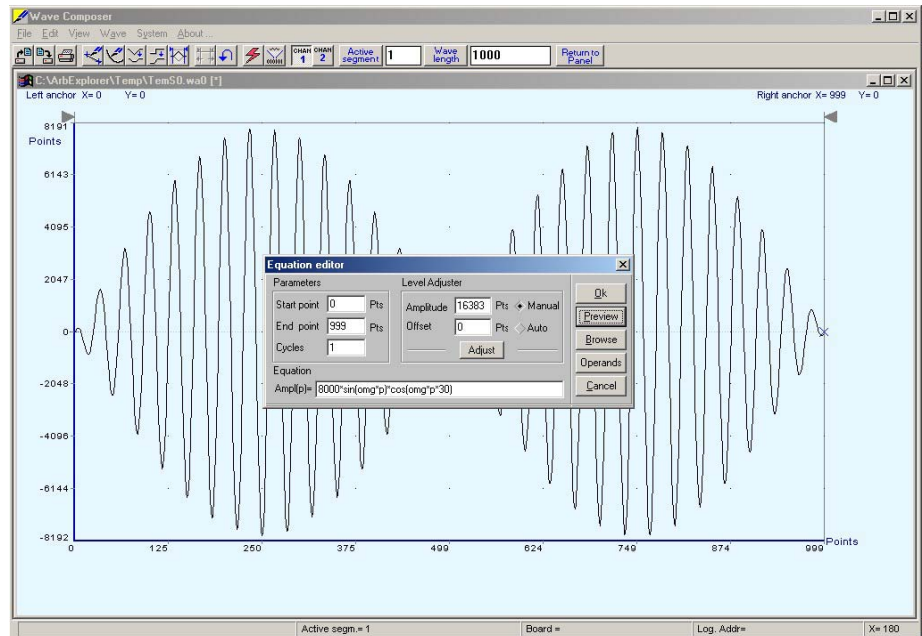 Wave Composer
File Edit View Wave System About...
CHAN 1 CHAN 2 Active segment 1 Wave length 1000 Return to Panel
C:\ArbExplorer\Temp\TemS0.wa0 [*]
Left anchor X= 0 Y= 0 Right anchor X= 999 Y= 0
8191
Points
6143
4095
2047
0
-2048
-4096
-6144
-8192
0 125 250 375 499 624 749 874 999 Points
Equation editor
Parameters Level Adjuster
Start point 0 Pts Amplitude 16383 Pts Manual Ok
End point 999 Pts Offset 0 Pts Auto Preview
Cycles 1 Adjust Browse
Equation Operands
Ampl(p)= 8000*sin(omg*p)*cos(omg*p*30) Cancel
Active segm.= 1 Board = Log. Addr= X= 180